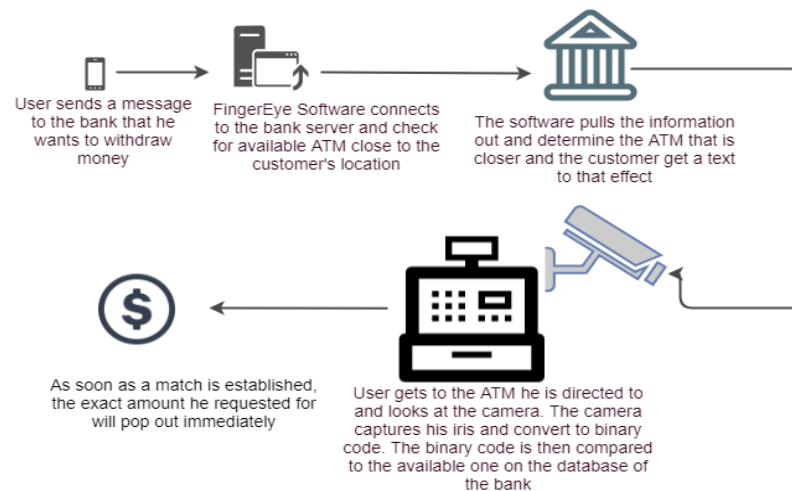 User sends a message
to the bank that he
wants to withdraw
money
FingerEye Software connects
to the bank server and check
for available ATM close to the
customer's location
The software pulls the information
out and determine the ATM that is
closer and the customer get a text
to that effect
$
As soon as a match is established,
the exact amount he requested for
will pop out immediately
User gets to the ATM he is directed to
and looks at the camera. The camera
captures his iris and convert to binary
code. The binary code is then compared
to the available one on the database of
the bank